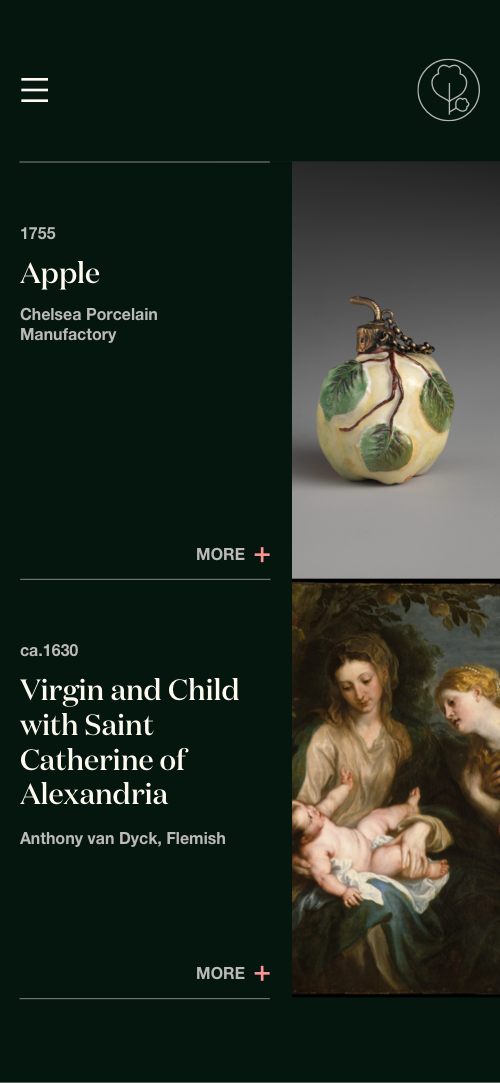 1755
Apple
Chelsea Porcelain
Manufactory
MORE +
ca.1630
Virgin and Child
with Saint
Catherine of
Alexandria
Anthony van Dyck, Flemish
MORE +